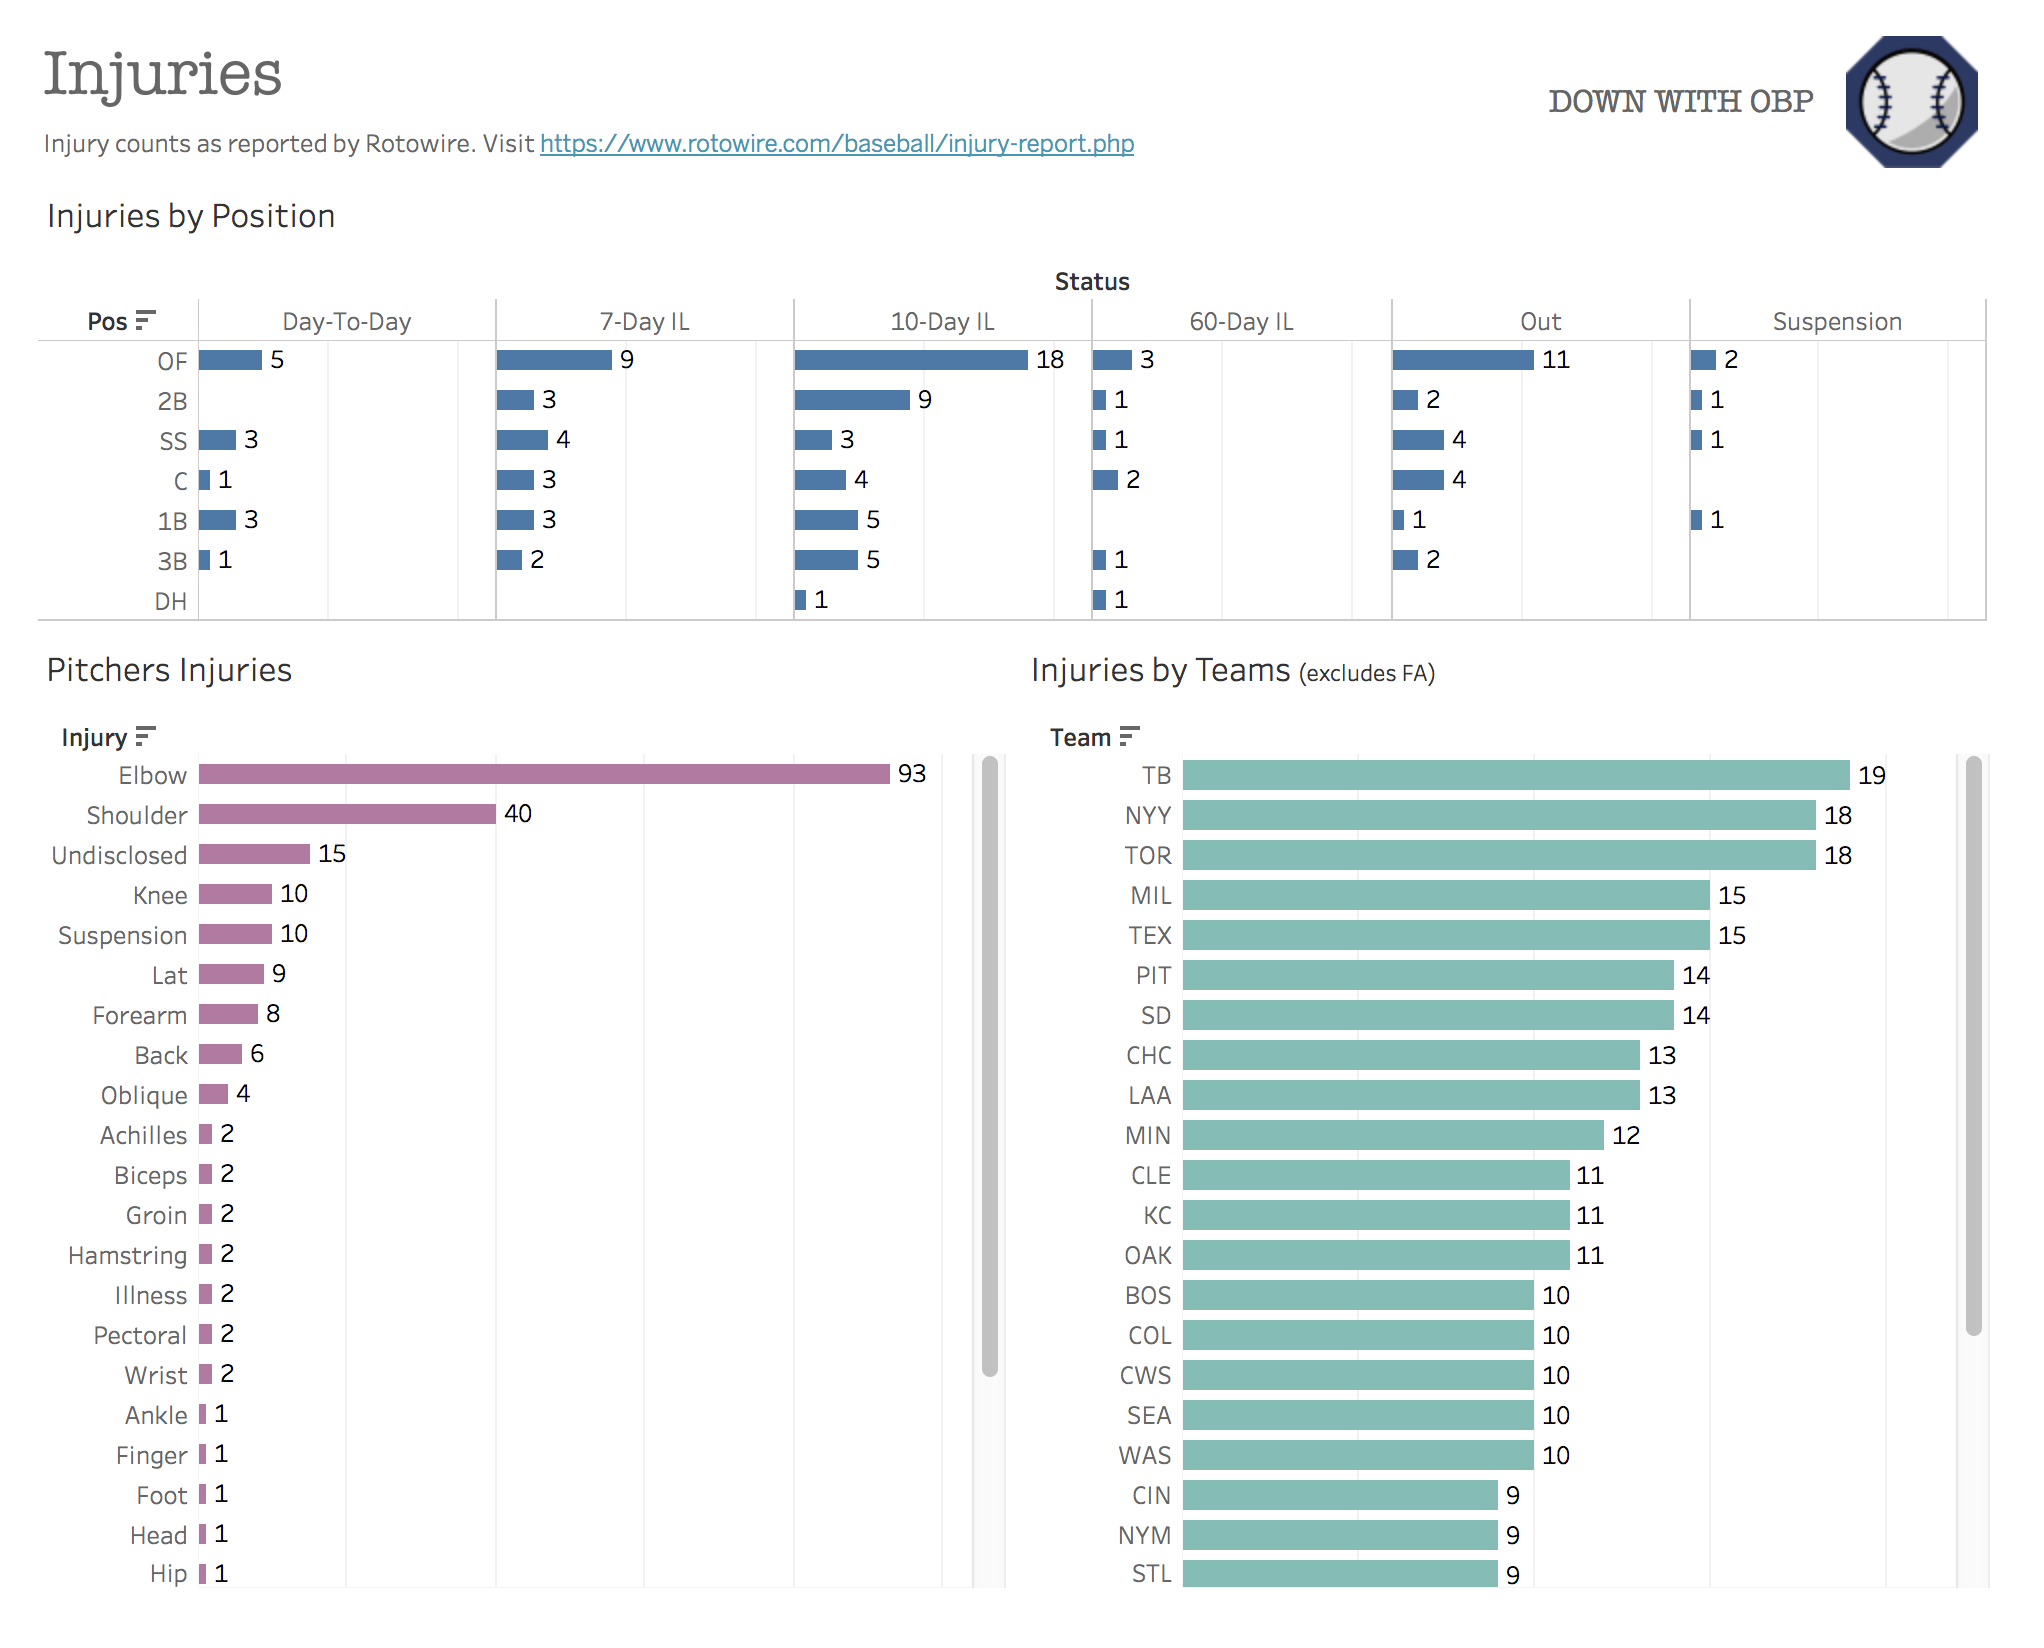 Injuries
DOWN WITH OBP
Injury counts as reported by Rotowire. Visit https://www.rotowire.com/baseball/injury-report.php
Injuries by Position
Status
Pos Day-To-Day 7-Day IL 10-Day IL 60-Day IL Out Suspension
OF 5 9 18 3 11 2
2B 3 9 1 2 1
SS 3 4 3 1 4 1
C 1 3 4 2 4
1B 3 3 5 1 1
3B 1 2 5 1 2
DH 1 1
Pitchers Injuries
Injury
Elbow 93
Shoulder 40
Undisclosed 15
Knee 10
Suspension 10
Lat 9
Forearm 8
Back 6
Oblique 4
Achilles 2
Biceps 2
Groin 2
Hamstring 2
Illness 2
Pectoral 2
Wrist 2
Ankle 1
Finger 1
Foot 1
Head 1
Hip 1
Injuries by Teams (excludes FA)
Team
TB 19
NYY 18
TOR 18
MIL 15
TEX 15
PIT 14
SD 14
CHC 13
LAA 13
MIN 12
CLE 11
KC 11
OAK 11
BOS 10
COL 10
CWS 10
SEA 10
WAS 10
CIN 9
NYM 9
STL 9